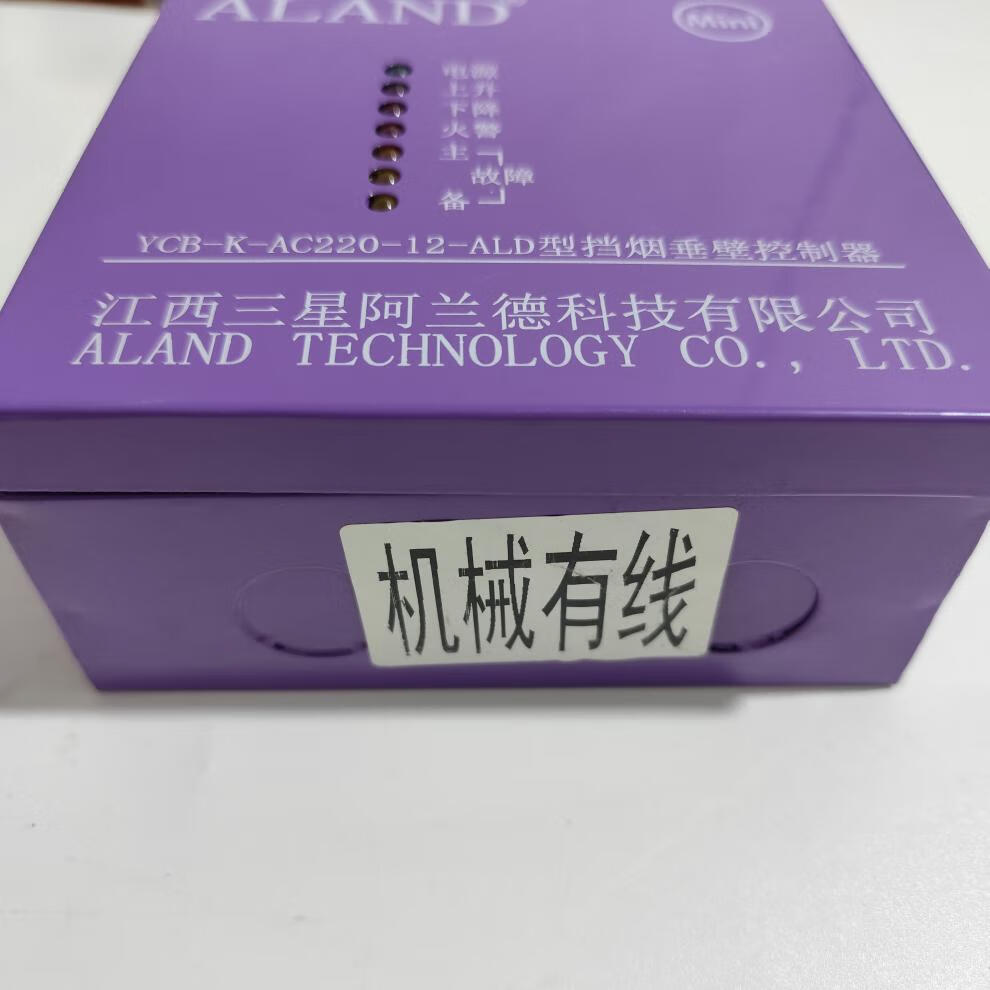 ALAND
Mini
电源
上升
下降
火警
主
故障
备
YCB-K-AC220-12-ALD型挡烟垂壁控制器
江西三星阿兰德科技有限公司
ALAND TECHNOLOGY CO., LTD.
机械有线